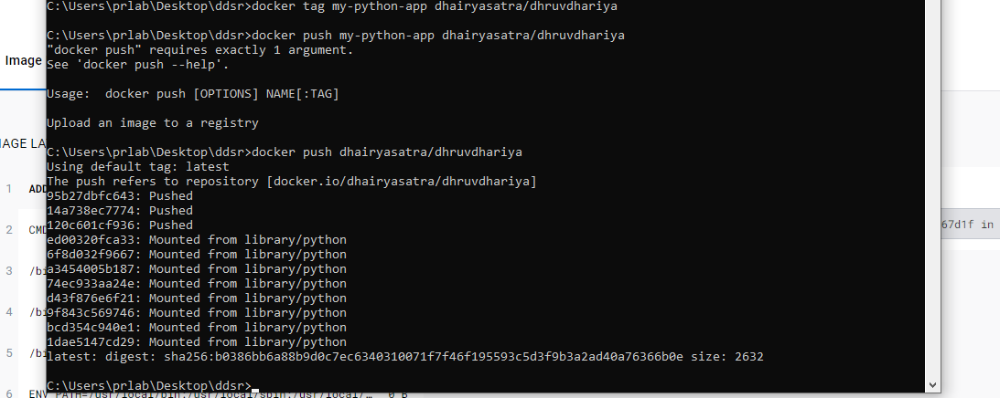 C:\Users\prlab\Desktop\ddsr>docker tag my-python-app dhairyasatra/dhruvdhariya
C:\Users\prlab\Desktop\ddsr>docker push my-python-app dhairyasatra/dhruvdhariya
"docker push" requires exactly 1 argument.
See 'docker push --help'.
Image
Usage:  docker push [OPTIONS] NAME[:TAG]
Upload an image to a registry
AGE LA
C:\Users\prlab\Desktop\ddsr>docker push dhairyasatra/dhruvdhariya
Using default tag: latest
The push refers to repository [docker.io/dhairyasatra/dhruvdhariya]
1 ADD
95b27dbfc643: Pushed
14a738ec7774: Pushed
120c601cf936: Pushed
2 CMD
67d1f in
ed00320fca33: Mounted from library/python
6f8d032f9667: Mounted from library/python
3 /bi
a3454005b187: Mounted from library/python
74ec933aa24e: Mounted from library/python
d43f876e6f21: Mounted from library/python
4 /bi
9f843c569746: Mounted from library/python
bcd354c940e1: Mounted from library/python
1dae5147cd29: Mounted from library/python
5 /bi
latest: digest: sha256:b0386bb6a88b9d0c7ec6340310071f7f46f195593c5d3f9b3a2ad40a76366b0e size: 2632
C:\Users\prlab\Desktop\ddsr>
6 ENV PATH=/usr/local/bin:/usr/local/sbin:/usr/local/… 0 B